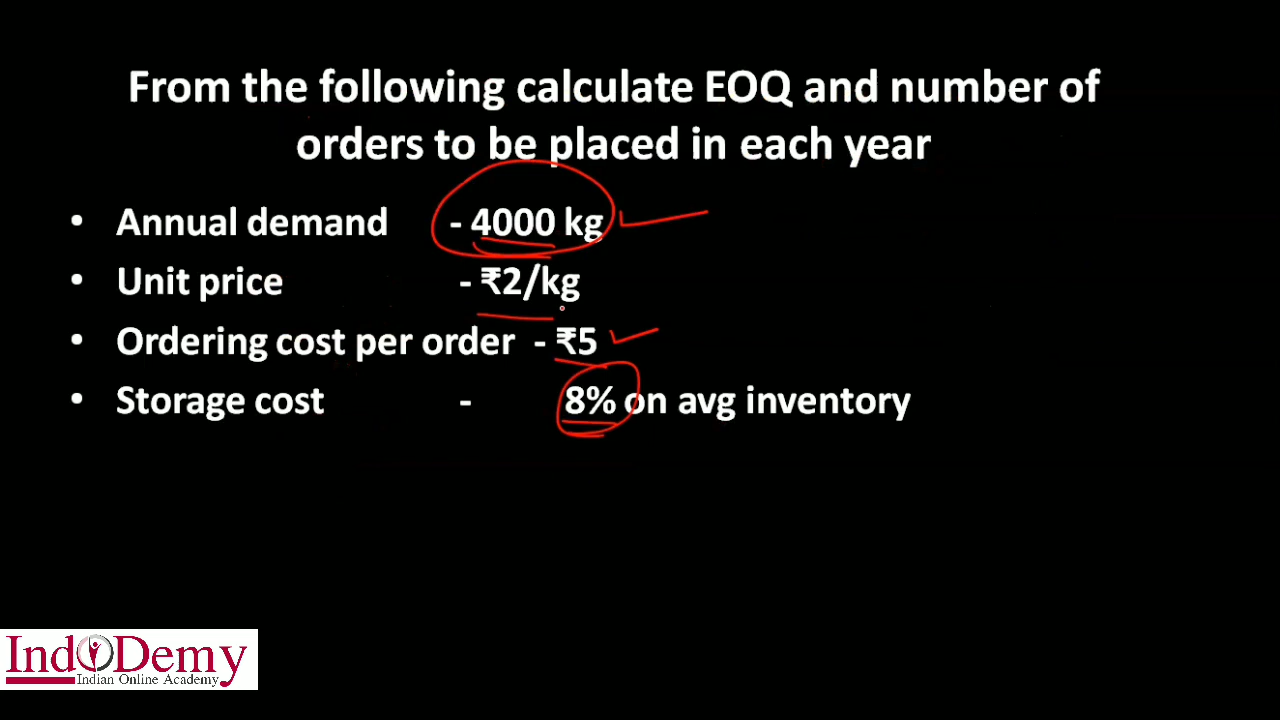 From the following calculate EOQ and number of
orders to be placed in each year
• Annual demand - 4000 kg
• Unit price - ₹2/kg
• Ordering cost per order - ₹5
• Storage cost - 8% on avg inventory
IndoDemy
Indian Online Academy